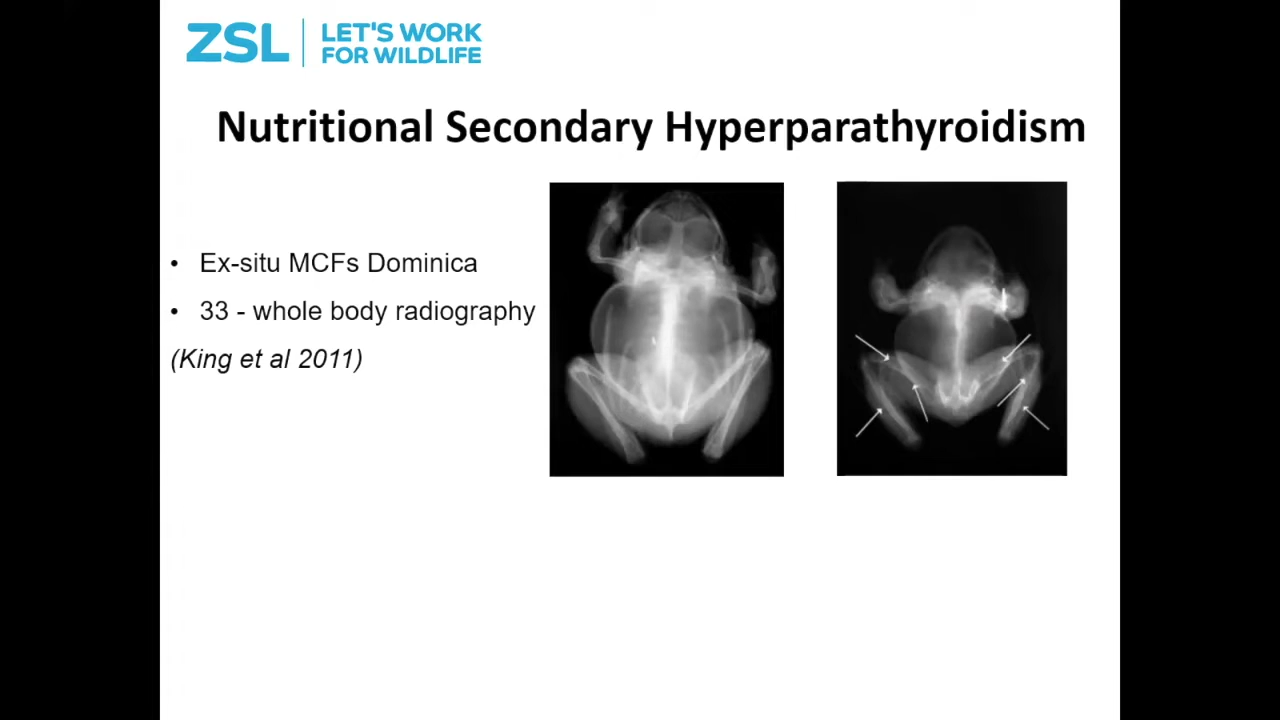 ZSL
LET'S WORK
FOR WILDLIFE
Nutritional Secondary Hyperparathyroidism
• Ex-situ MCFs Dominica
• 33 - whole body radiography
(King et al 2011)